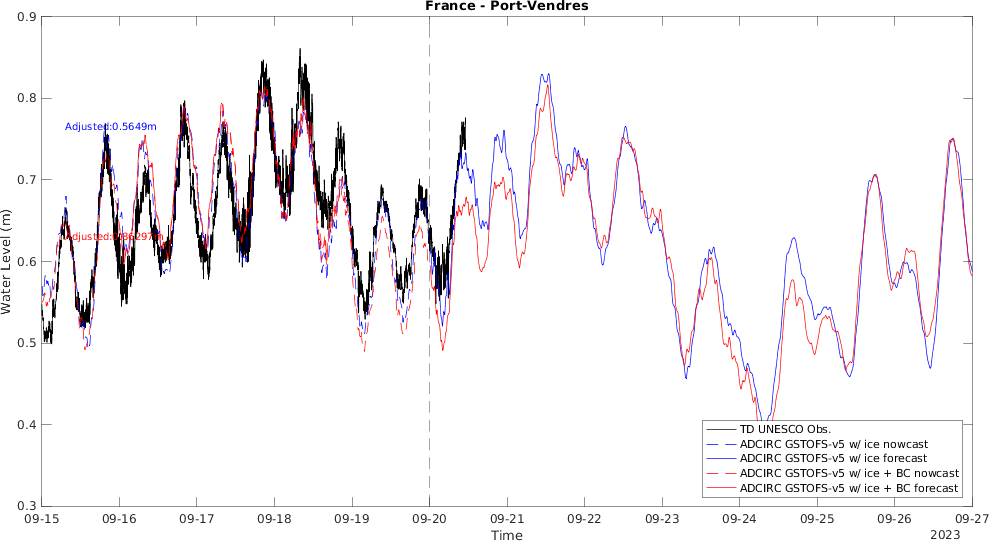 France - Port-Vendres
0.9
0.8
0.7
0.6
0.5
0.4
0.3
Water Level (m)
Adjusted:0.5649m
09-15
09-16
09-17
09-18
09-19
09-20
09-21
09-22
09-23
09-24
09-25
09-26
09-27
Time
2023
TD UNESCO Obs.
ADCIRC GSTOFS-v5 w/ ice nowcast
ADCIRC GSTOFS-v5 w/ ice forecast
ADCIRC GSTOFS-v5 w/ ice + BC nowcast
ADCIRC GSTOFS-v5 w/ ice + BC forecast